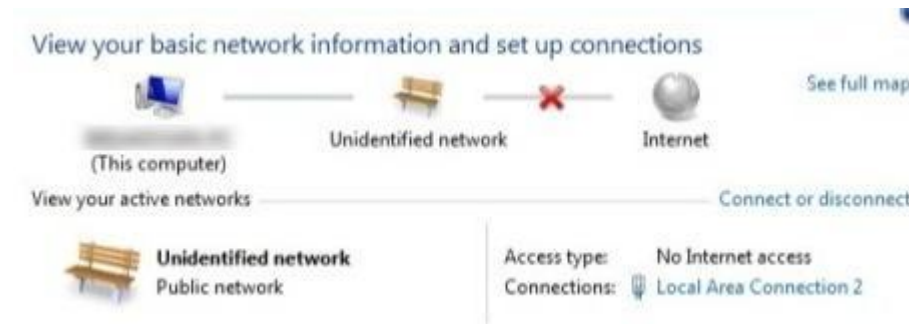 View your basic network information and set up connections
See full map
Unidentified network
Internet
(This computer)
View your active networks
Connect or disconnect
Unidentified network
Access type: No Internet access
Public network
Connections: Local Area Connection 2